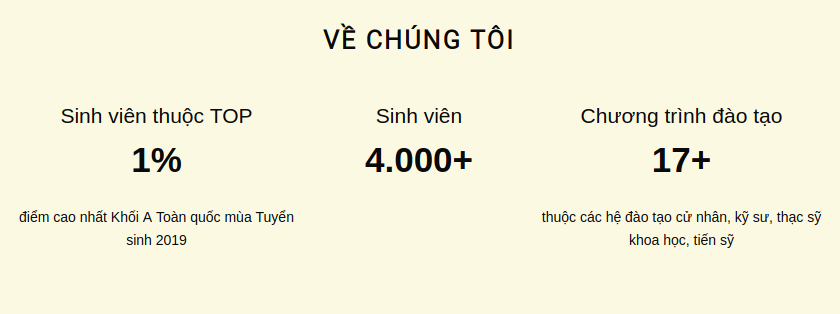 VỀ CHÚNG TÔI
Sinh viên thuộc TOP
1%
điểm cao nhất Khối A Toàn quốc mùa Tuyển
sinh 2019
Sinh viên
4.000+
Chương trình đào tạo
17+
thuộc các hệ đào tạo cử nhân, kỹ sư, thạc sỹ
khoa học, tiến sỹ